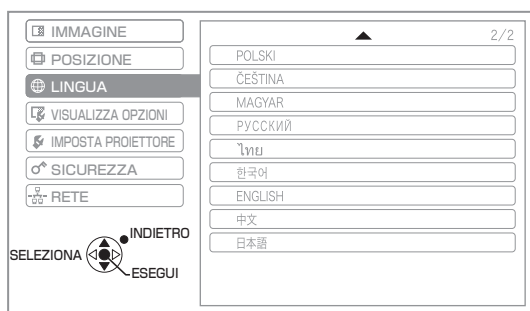 IMMAGINE
POSIZIONE
LINGUA
VISUALIZZA OPZIONI
IMPOSTA PROIETTORE
SICUREZZA
RETE
INDIETRO
SELEZIONA
ESEGUI
2/2
POLSKI
ČEŠTINA
MAGYAR
РУССКИЙ
ไทย
한국어
ENGLISH
中文
日本語